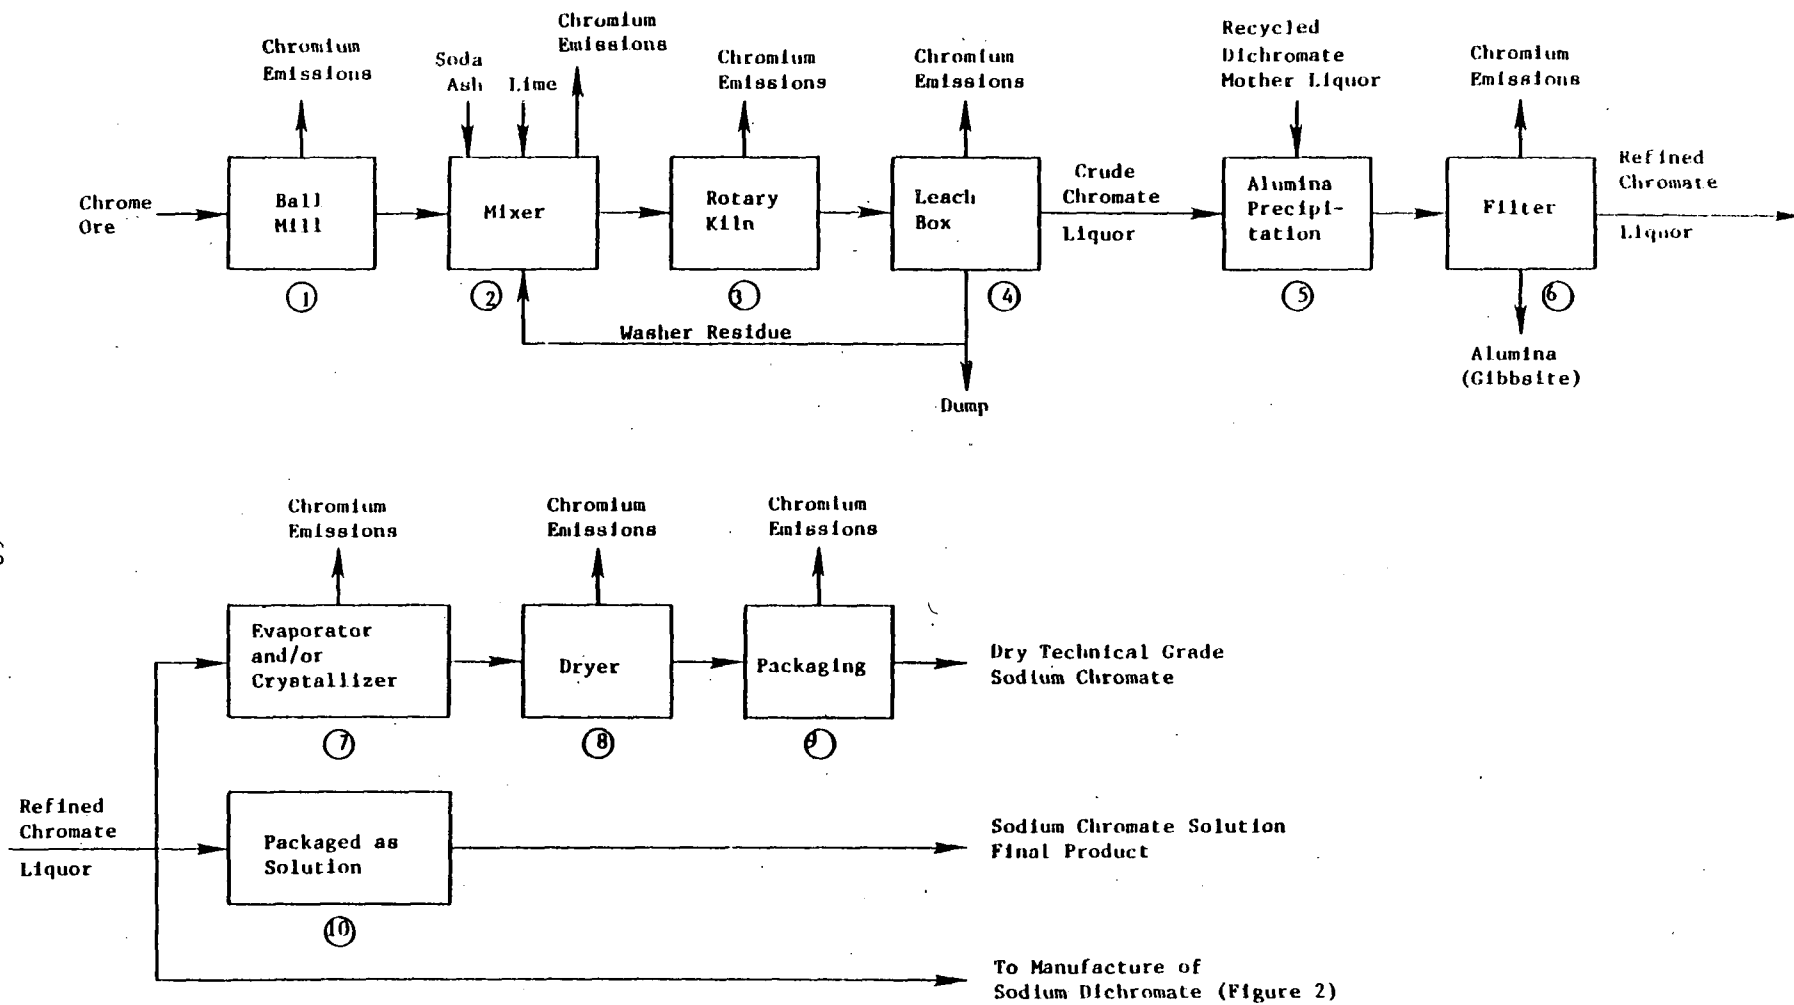 Chromium
Emissions
Soda
Ash
Lime
Chromium
Emissions
Chromium
Emissions
Chromium
Emissions
Recycled
Dichromate
Mother Liquor
Chromium
Emissions
Chrome
Ore
Ball
Mill
Mixer
Rotary
Kiln
Leach
Box
Crude
Chromate
Liquor
Alumina
Precipi-
tation
Filter
Refined
Chromate
Liquor
1
2
3
4
5
6
Washer Residue
Dump
Alumina
(Gibbsite)
Chromium
Emissions
Chromium
Emissions
Chromium
Emissions
Evaporator
and/or
Crystallizer
Dryer
Packaging
Dry Technical Grade
Sodium Chromate
7
8
9
Refined
Chromate
Liquor
Packaged as
Solution
Sodium Chromate Solution
Final Product
10
To Manufacture of
Sodium Dichromate (Figure 2)